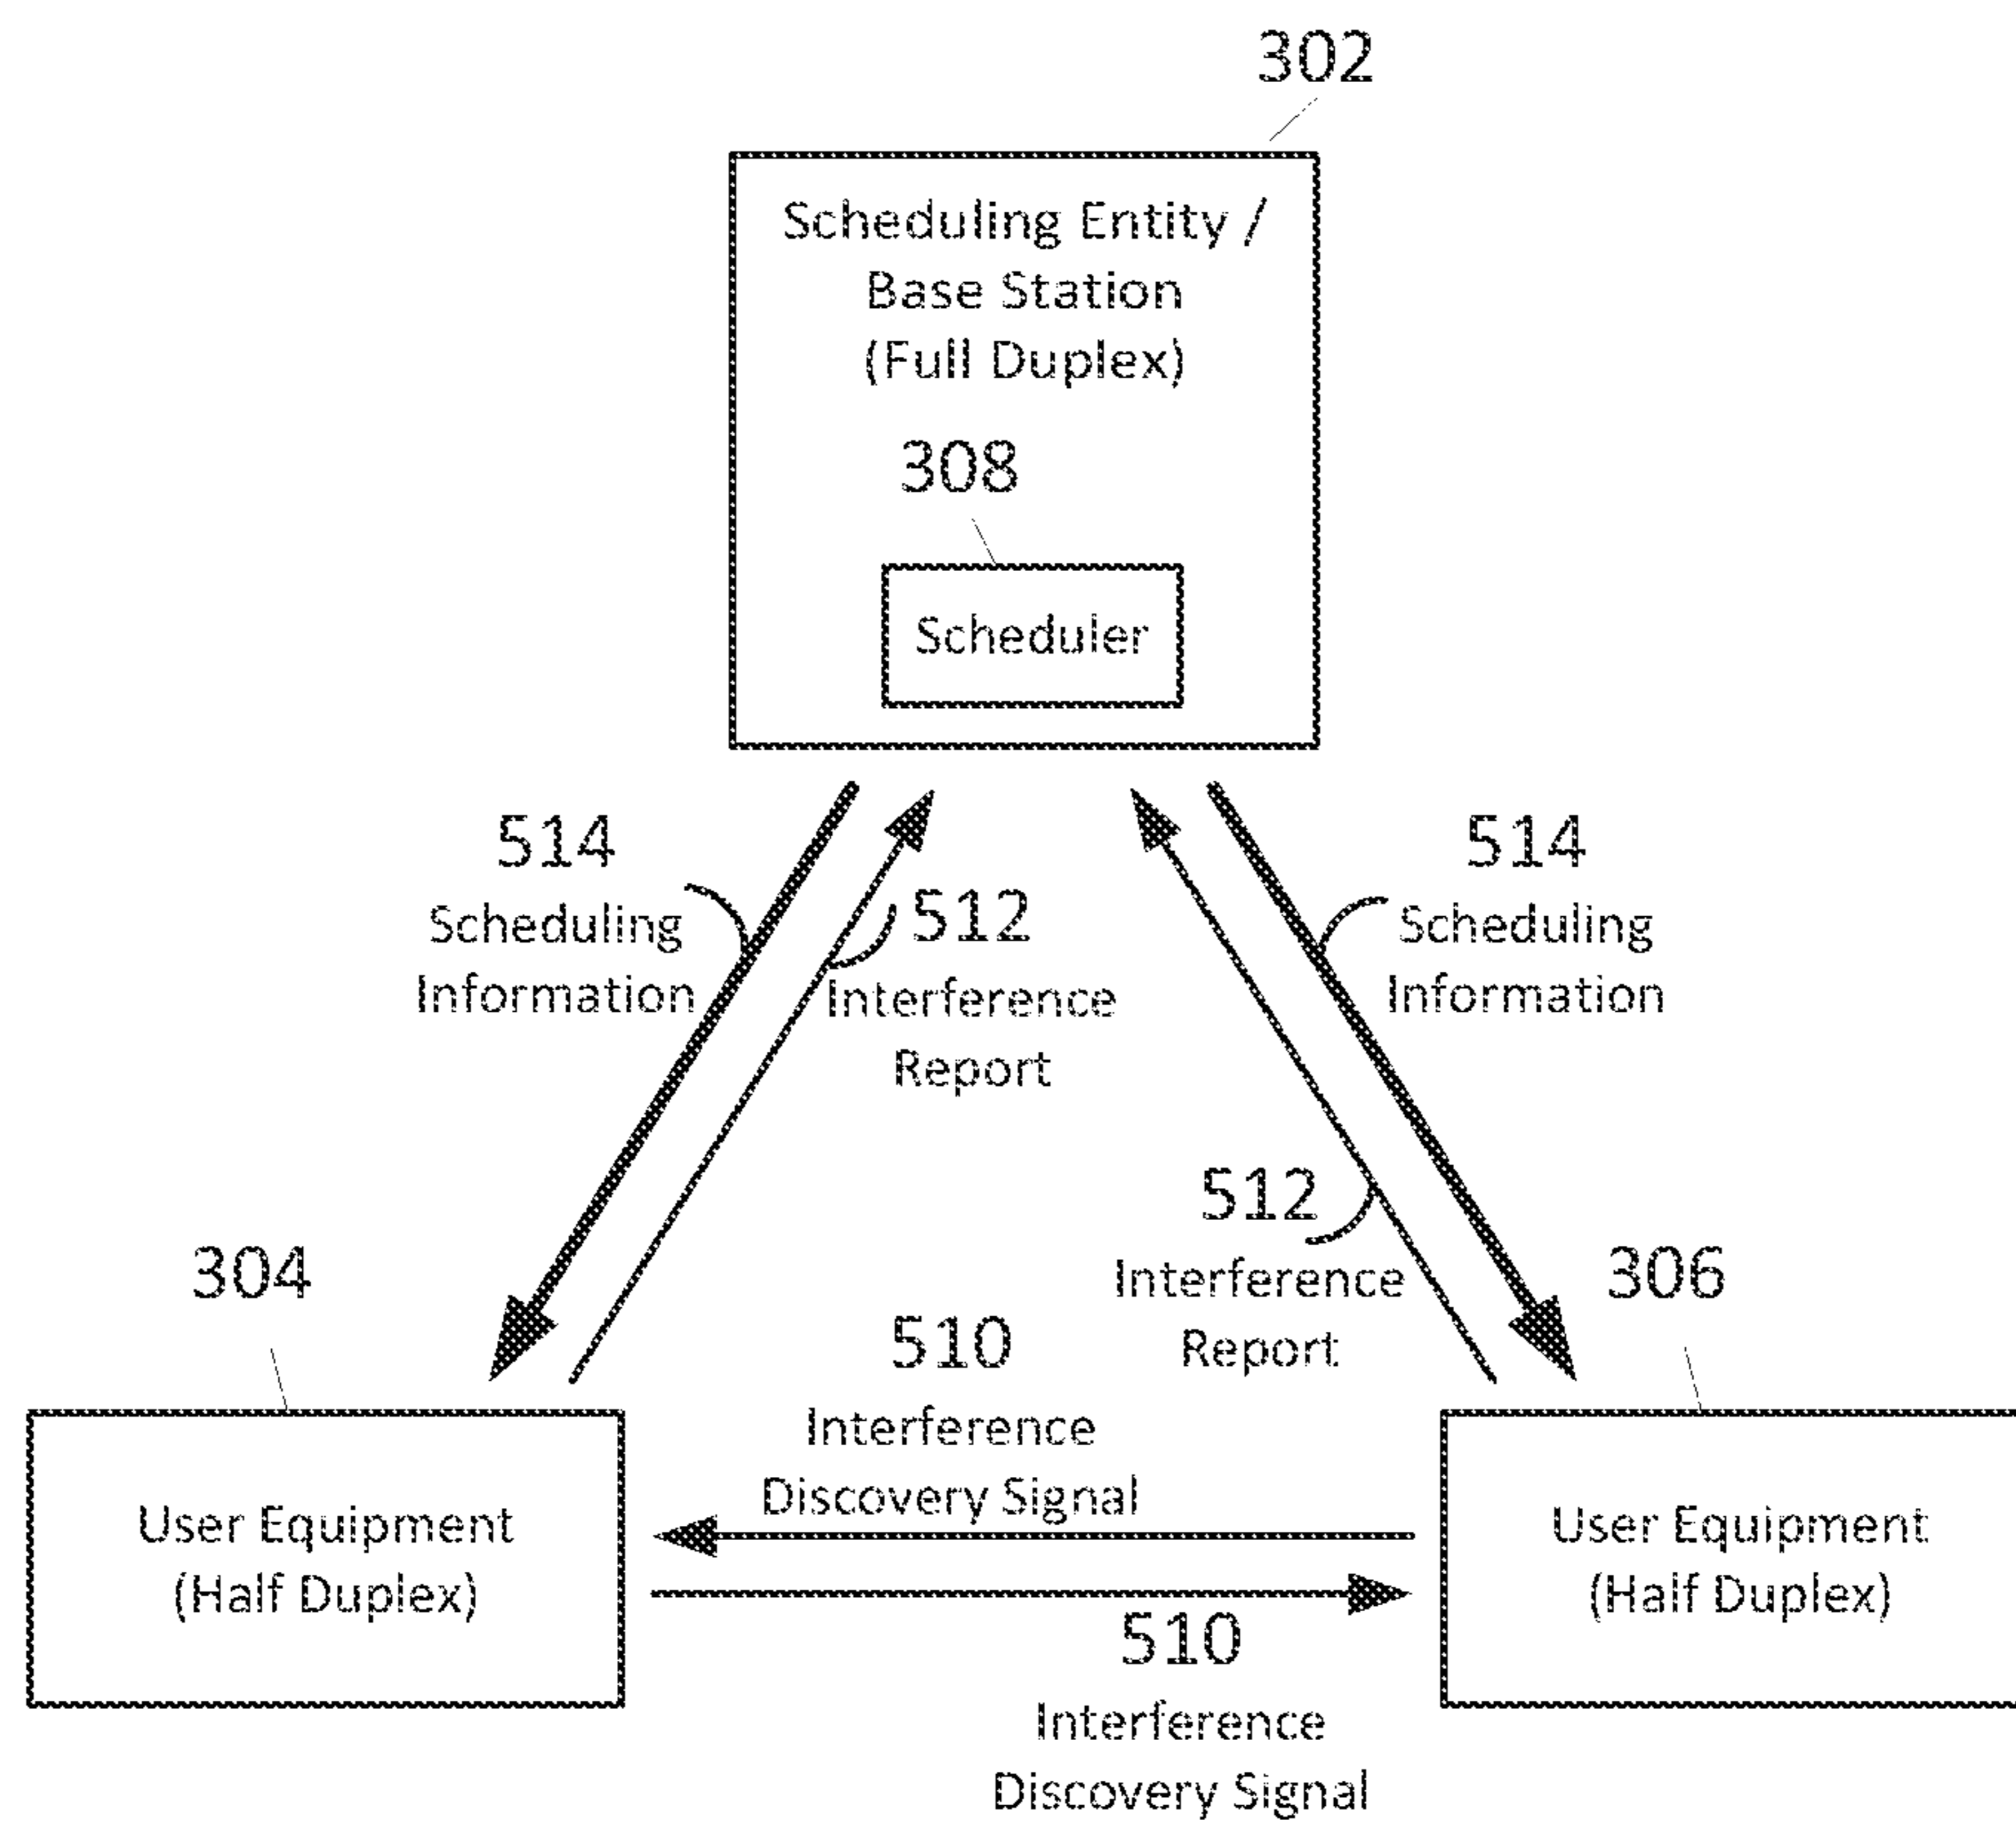 302
Scheduling Entity /
Base Station
(Full Duplex)
308
Scheduler
514
Scheduling
Information
512
Interference
Report
514
Scheduling
Information
512
Interference
Report
304
306
510
Interference
Discovery Signal
User Equipment
(Half Duplex)
User Equipment
(Half Duplex)
510
Interference
Discovery Signal